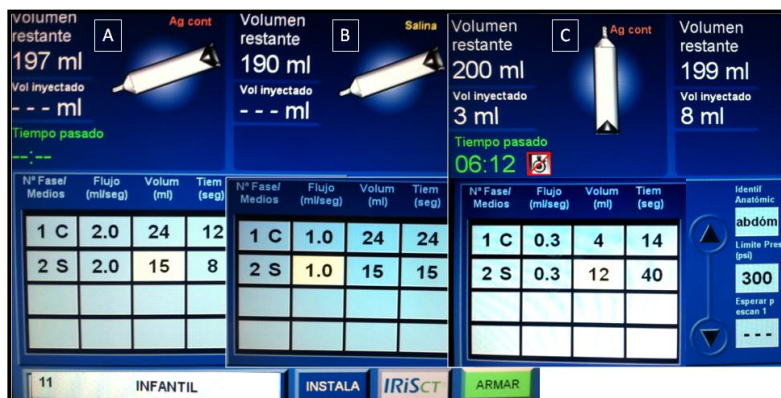 Volumen
restante
197 ml
Vol inyectado
- - - ml
Tiempo pasado
--:--
A
Ag cont
Nº Fase/ Medios Flujo (ml/seg) Volum (ml) Tiem (seg)
1 C 2.0 24 12
2 S 2.0 15 8
11 INFANTIL
Volumen
restante
190 ml
Vol inyectado
- - - ml
B
Salina
Nº Fase/ Medios Flujo (ml/seg) Volum (ml) Tiem (seg)
1 C 1.0 24 24
2 S 1.0 15 15
INSTALA
IRiSCT
ARMAR
Volumen
restante
200 ml
Vol inyectado
3 ml
Tiempo pasado
06:12
C
Ag cont
Volumen
restante
199 ml
Vol inyectado
8 ml
Nº Fase/ Medios Flujo (ml/seg) Volum (ml) Tiem (seg)
1 C 0.3 4 14
2 S 0.3 12 40
Identif
Anatómic
abdóm
Límite Pres
(psi)
300
Esperar p
escan 1
- - -